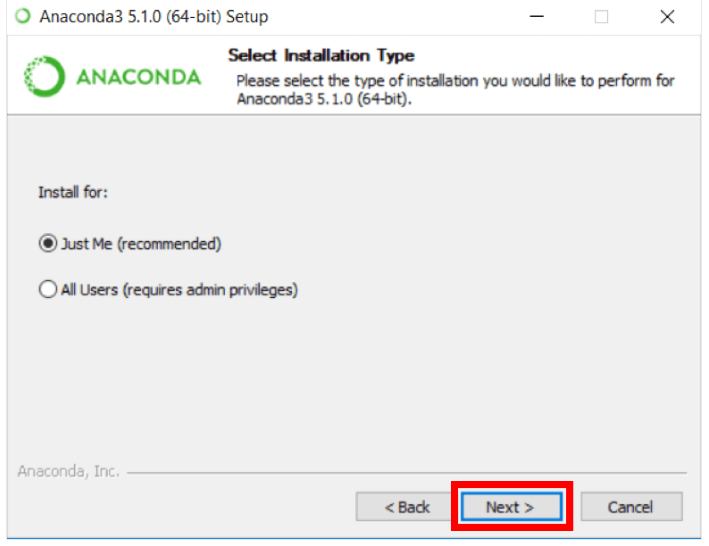 Anaconda3 5.1.0 (64-bit) Setup
ANACONDA
Select Installation Type
Please select the type of installation you would like to perform for
Anaconda3 5.1.0 (64-bit).
Install for:
Just Me (recommended)
All Users (requires admin privileges)
Anaconda, Inc.
< Back
Next >
Cancel